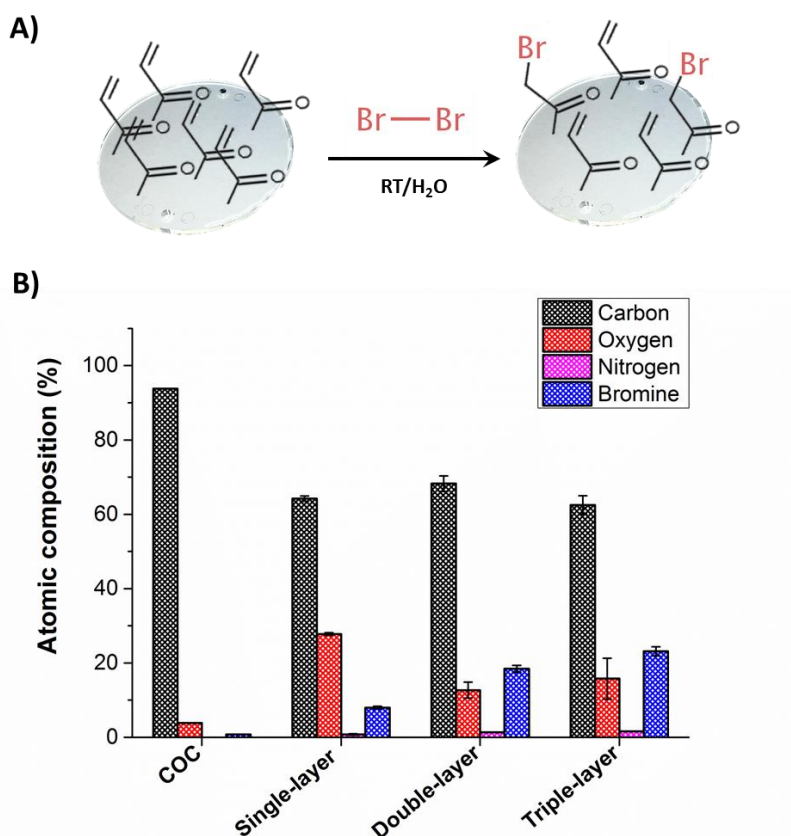 A)
Br
Br
Br — Br
RT/H₂O
O
O
O
O
O
O
O
O
O
O
O
B)
Carbon
Oxygen
Nitrogen
Bromine
Atomic composition (%)
100
80
60
40
20
0
COC
Single-layer
Double-layer
Triple-layer